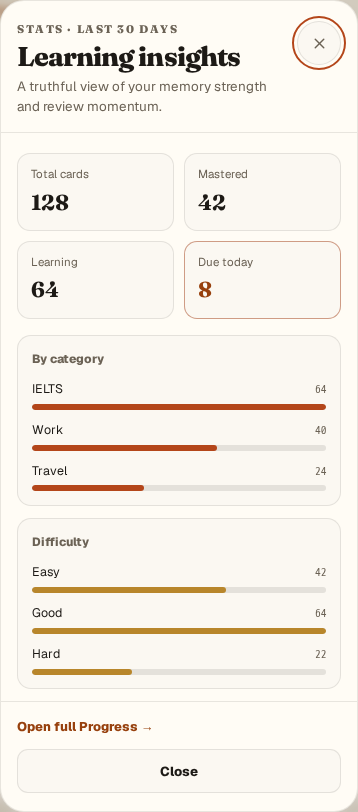 STATS · LAST 30 DAYS
Learning insights
A truthful view of your memory strength
and review momentum.
Total cards
128
Mastered
42
Learning
64
Due today
8
By category
IELTS 64
Work 40
Travel 24
Difficulty
Easy 42
Good 64
Hard 22
Open full Progress →
Close